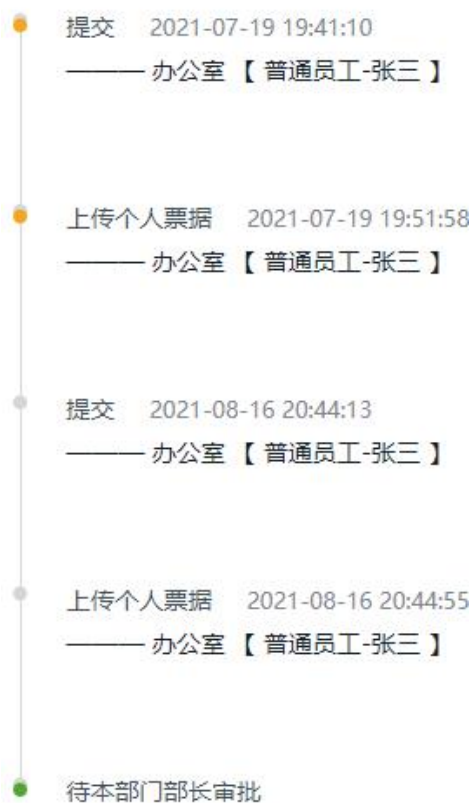 提交 2021-07-19 19:41:10
——— 办公室 【 普通员工-张三 】
上传个人票据 2021-07-19 19:51:58
——— 办公室 【 普通员工-张三 】
提交 2021-08-16 20:44:13
——— 办公室 【 普通员工-张三 】
上传个人票据 2021-08-16 20:44:55
——— 办公室 【 普通员工-张三 】
待本部门部长审批